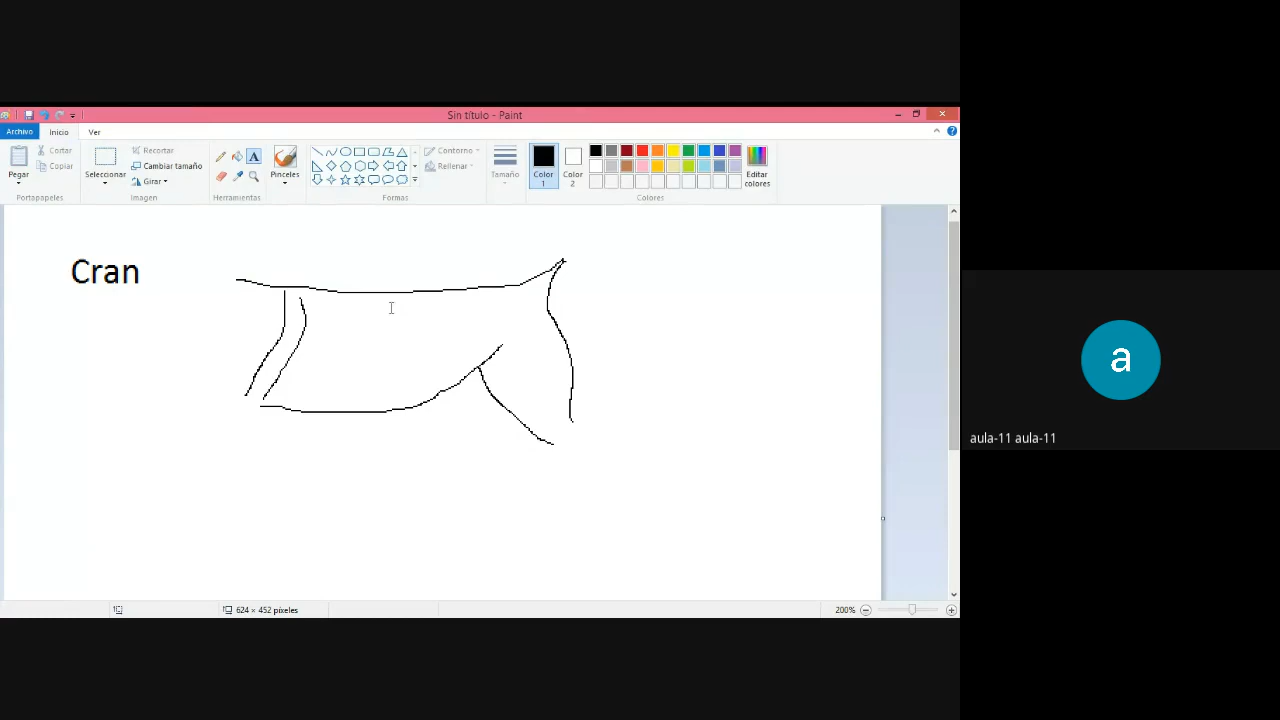 Sin título - Paint
Archivo Inicio Ver
Pegar
Cortar
Copiar
Portapapeles
Seleccionar
Recortar
Cambiar tamaño
Girar
Imagen
A
Herramientas
Pinceles
Contorno
Rellenar
Formas
Tamaño
Color 1
Color 2
Editar colores
Colores
Cran
624 × 452 píxeles
200%
a
aula-11 aula-11